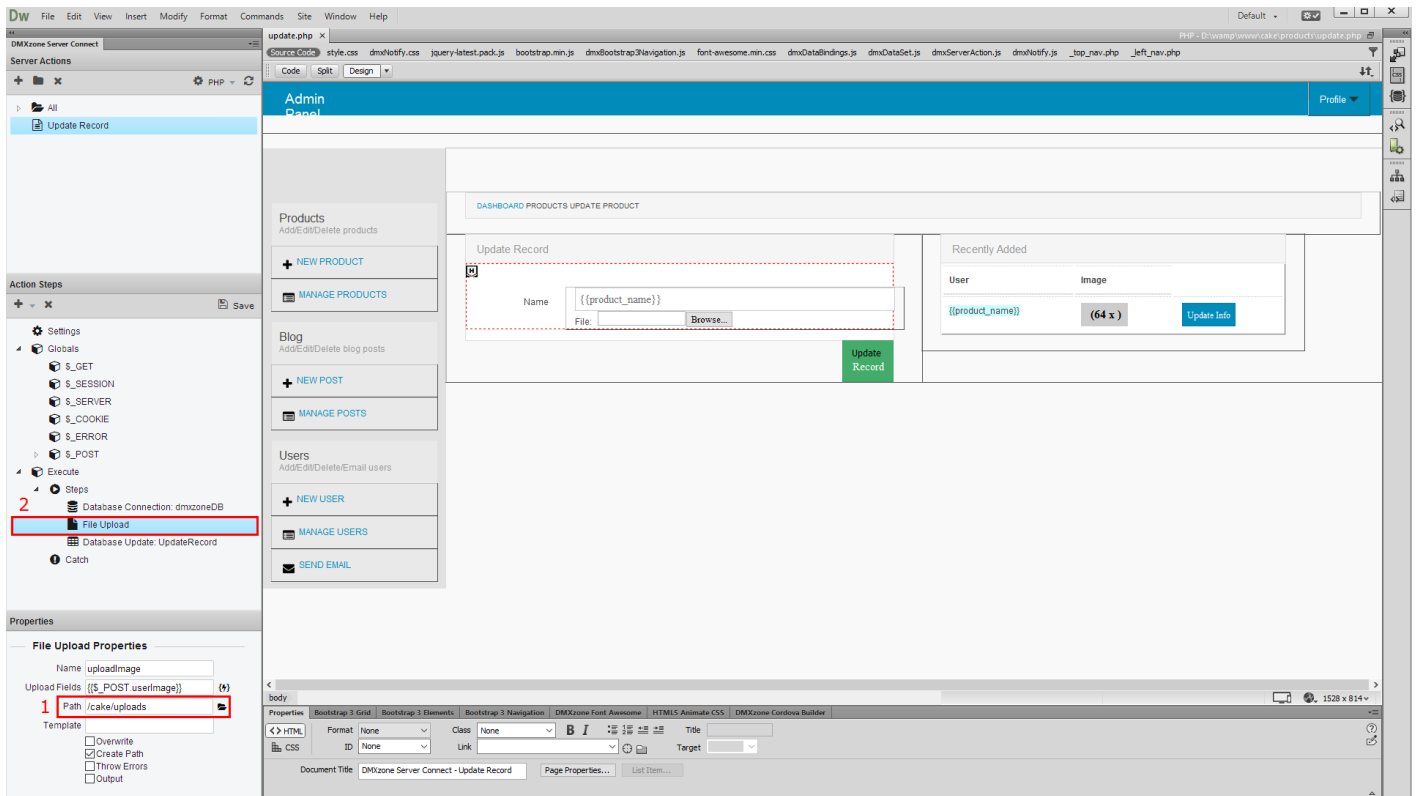 Dw File Edit View Insert Modify Format Commands Site Window Help Default
DMXzone Server Connect
Server Actions
PHP
All
Update Record
Action Steps
Save
Settings
Globals
$_GET
$_SESSION
$_SERVER
$_COOKIE
$_ERROR
$_POST
Execute
Steps
2
Database Connection: dmxzoneDB
File Upload
Database Update: UpdateRecord
Catch
Properties
File Upload Properties
Name uploadImage
Upload Fields {{$_POST.userImage}}
1 Path /cake/uploads
Template
Overwrite
Create Path
Throw Errors
Output
update.php × PHP - D:\wamp\www\cake\products\update.php
Source Code style.css dmxNotify.css jquery-latest.pack.js bootstrap.min.js dmxBootstrap3Navigation.js font-awesome.min.css dmxDataBindings.js dmxDataSet.js dmxServerAction.js dmxNotify.js _top_nav.php _left_nav.php
Code Split Design
Admin
Panel
Profile
Products
Add/Edit/Delete products
NEW PRODUCT
MANAGE PRODUCTS
Blog
Add/Edit/Delete blog posts
NEW POST
MANAGE POSTS
Users
Add/Edit/Delete/Email users
NEW USER
MANAGE USERS
SEND EMAIL
DASHBOARD PRODUCTS UPDATE PRODUCT
Update Record
Name {{product_name}}
File: Browse...
Update
Record
Recently Added
User Image
{{product_name}} (64 x ) Update Info
body 1528 x 814
Properties Bootstrap 3 Grid Bootstrap 3 Elements Bootstrap 3 Navigation DMXzone Font Awesome HTML5 Animate CSS DMXzone Cordova Builder
<> HTML Format None Class None B I Title
CSS ID None Link Target
Document Title DMXzone Server Connect - Update Record Page Properties... List Item...
CSS